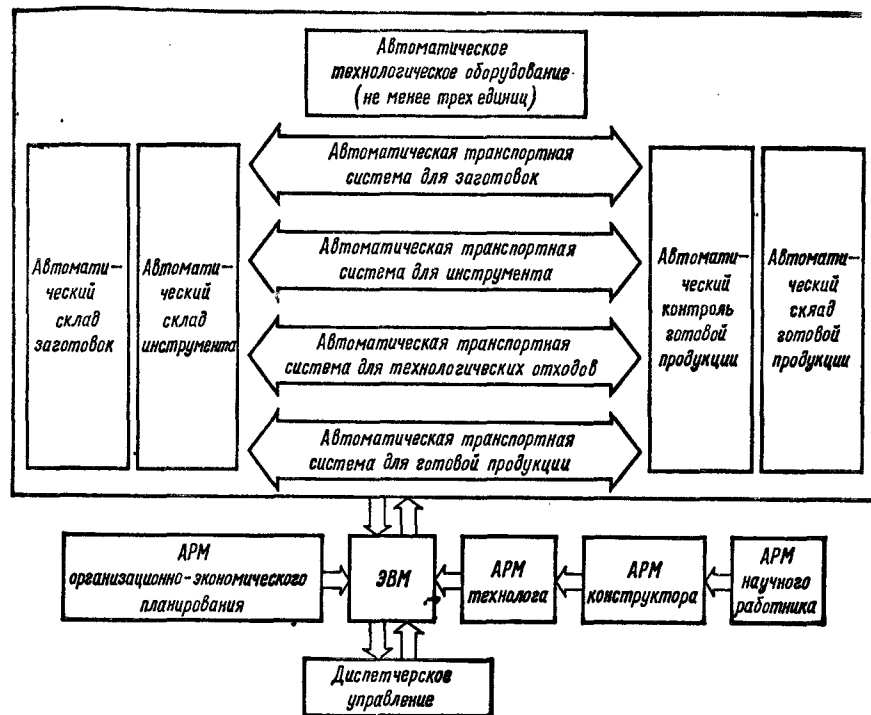 Автоматическое
технологическое оборудование
(не менее трех единиц)
Автоматическая транспортная
система для заготовок
Автоматическая транспортная
система для инструмента
Автоматическая транспортная
система для технологических отходов
Автоматическая транспортная
система для готовой продукции
Автомати-
ческий
склад
заготовок
Автомати-
ческий
склад
инструмента
Автомати-
ческий
контроль
готовой
продукции
Автомати-
ческий
склад
готовой
продукции
АРМ
организационно-экономического
планирования
ЭВМ
АРМ
технолога
АРМ
конструктора
АРМ
научного
работника
Диспетчерское
управление